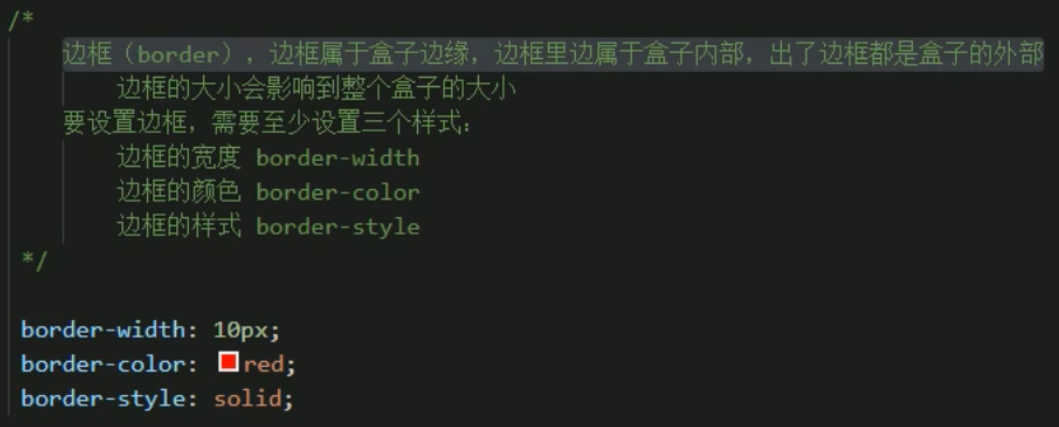 /*
边框（border），边框属于盒子边缘，边框里边属于盒子内部，出了边框都是盒子的外部
边框的大小会影响到整个盒子的大小
要设置边框，需要至少设置三个样式：
边框的宽度 border-width
边框的颜色 border-color
边框的样式 border-style
*/
border-width: 10px;
border-color: red;
border-style: solid;